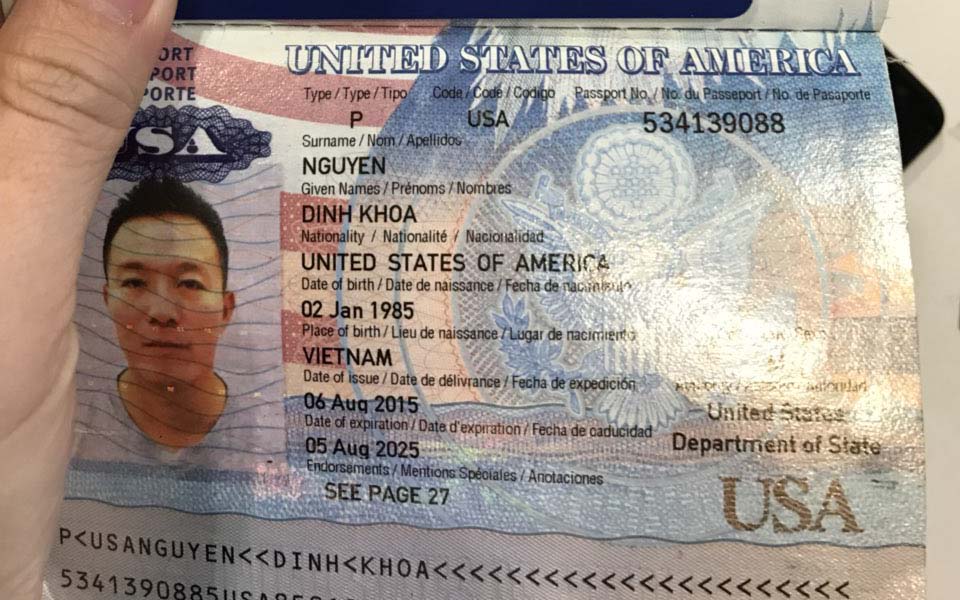 ORT
PORT
PORTE
USA
UNITED STATES OF AMERICA
Type / Type / Tipo Code / Code / Codigo Passport No. / No. du Passeport / No. de Pasaporte
P USA 534139088
Surname / Nom / Apellidos
NGUYEN
Given Names / Prénoms / Nombres
DINH KHOA
Nationality / Nationalité / Nacionalidad
UNITED STATES OF AMERICA
Date of birth / Date de naissance / Fecha de nacimiento
02 Jan 1985
Place of birth / Lieu de naissance / Lugar de nacimiento
VIETNAM
Date of issue / Date de délivrance / Fecha de expedición
06 Aug 2015 United States
Date of expiration / Date d'expiration / Fecha de caducidad
05 Aug 2025 Department of State
Endorsements / Mentions Spéciales / Anotaciones
SEE PAGE 27
USA
P<USANGUYEN<<DINH<KHOA<<<<<<<<<<<<<<<<<<<<<<